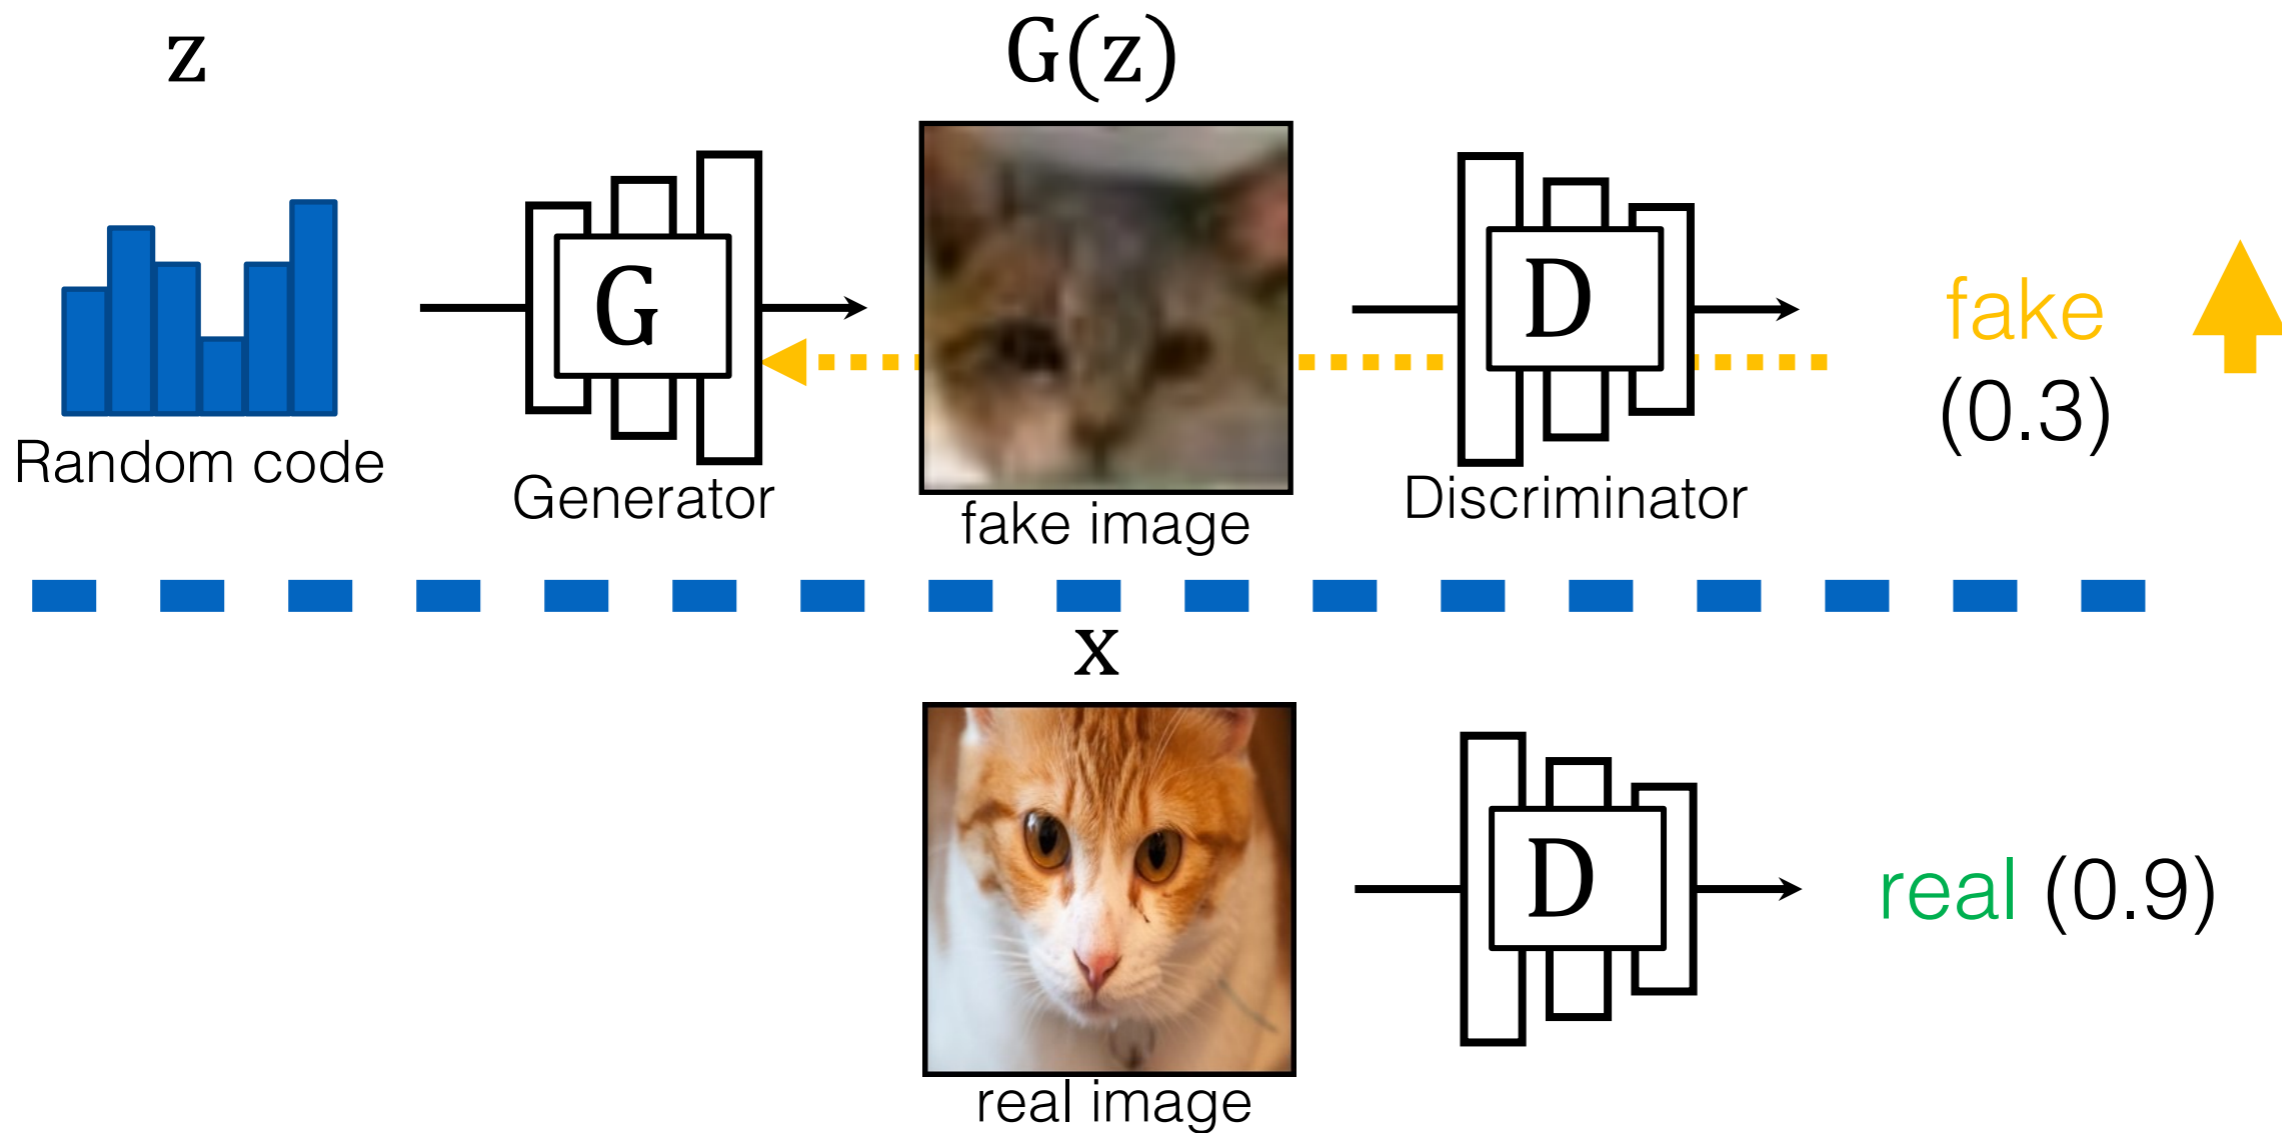 z
G(z)
G
D
fake
(0.3)
Random code
Generator
fake image
Discriminator
x
D
real (0.9)
real image